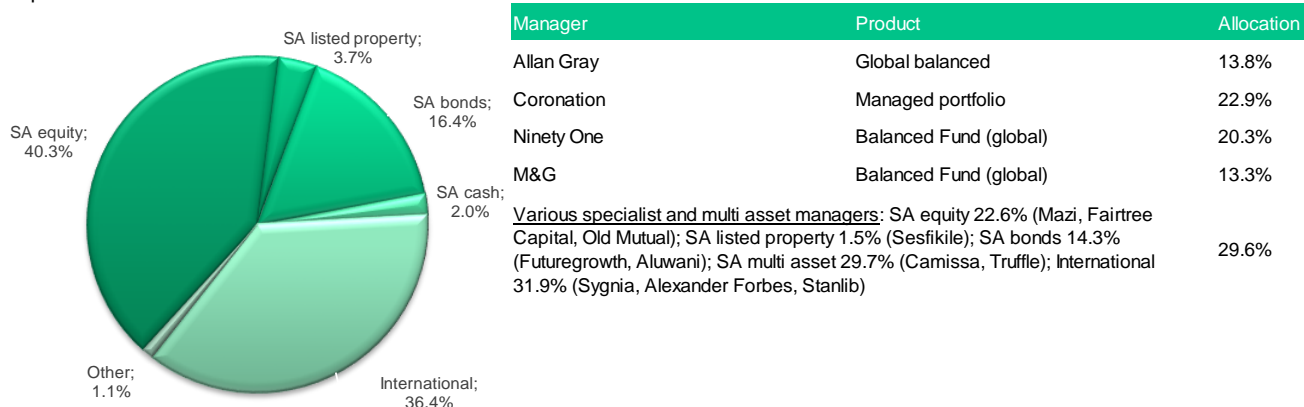 SA listed property;
3.7%
SA bonds;
16.4%
SA equity;
40.3%
SA cash;
2.0%
Other;
1.1%
International;
36.4%
Manager Product Allocation
Allan Gray Global balanced 13.8%
Coronation Managed portfolio 22.9%
Ninety One Balanced Fund (global) 20.3%
M&G Balanced Fund (global) 13.3%
Various specialist and multi asset managers: SA equity 22.6% (Mazi, Fairtree
Capital, Old Mutual); SA listed property 1.5% (Sesfikile); SA bonds 14.3%
(Futuregrowth, Aluwani); SA multi asset 29.7% (Camissa, Truffle); International
31.9% (Sygnia, Alexander Forbes, Stanlib)
29.6%